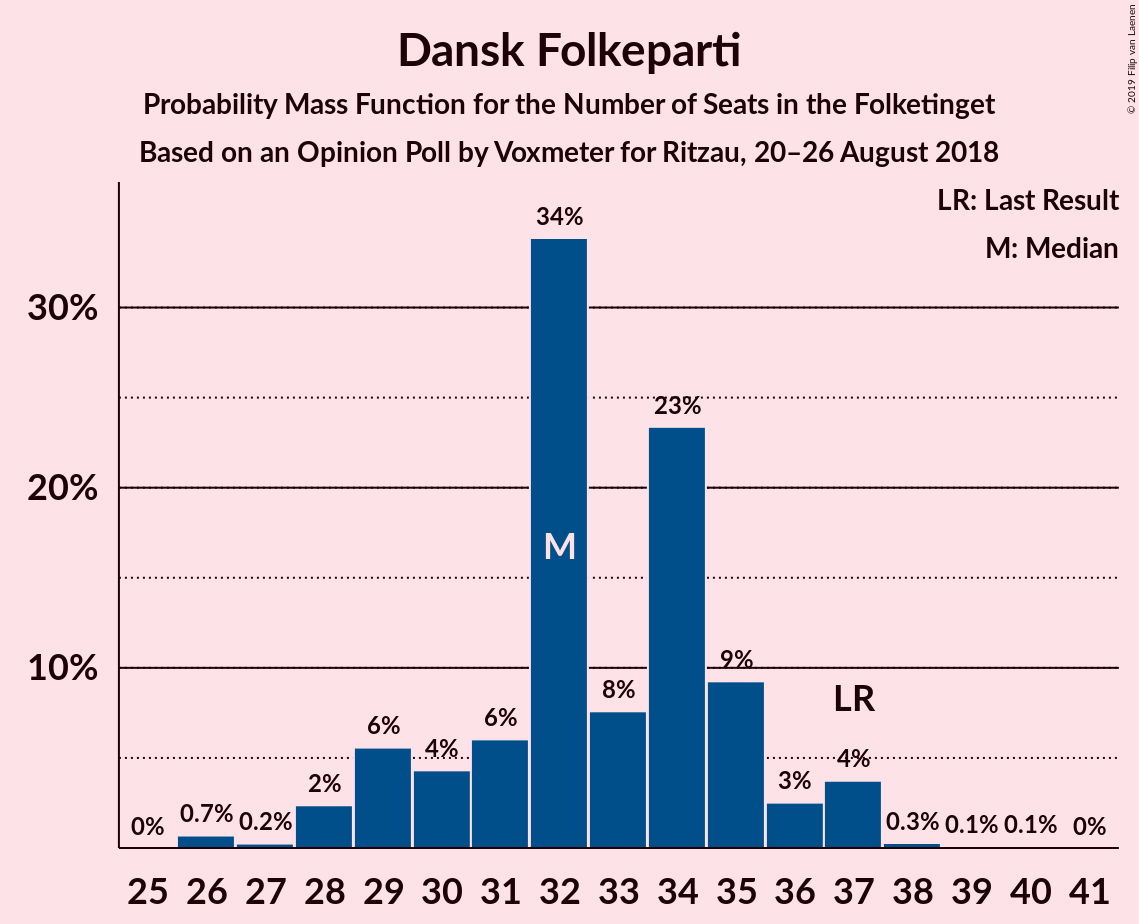 Dansk Folkeparti
Probability Mass Function for the Number of Seats in the Folketinget
Based on an Opinion Poll by Voxmeter for Ritzau, 20–26 August 2018
© 2019 Filip van Laenen
LR: Last Result
M: Median
30%
20%
10%
0% 0.7% 0.2% 2% 6% 4% 6% 34% 8% 23% 9% 3% 4% 0.3% 0.1% 0.1% 0%
M
LR
25 26 27 28 29 30 31 32 33 34 35 36 37 38 39 40 41